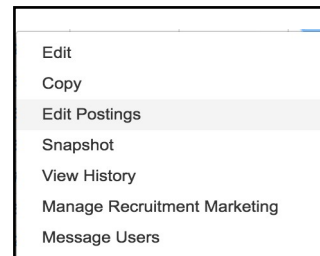 Edit
Copy
Edit Postings
Snapshot
View History
Manage Recruitment Marketing
Message Users